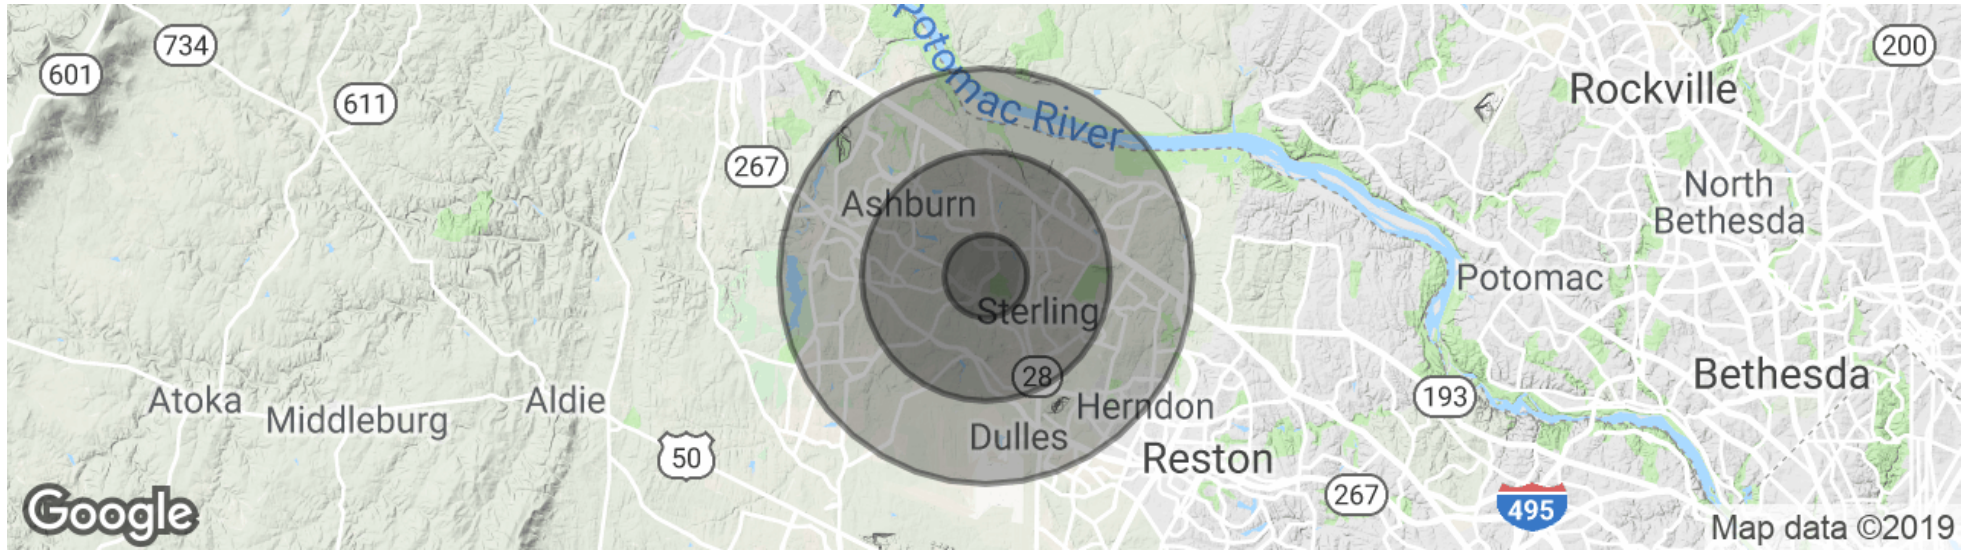 Potomac River
734
200
601
Rockville
611
267
North
Bethesda
Ashburn
Potomac
Sterling
28
Bethesda
193
Atoka
Aldie
Herndon
Middleburg
Dulles
50
Reston
267
495
Google
Map data ©2019